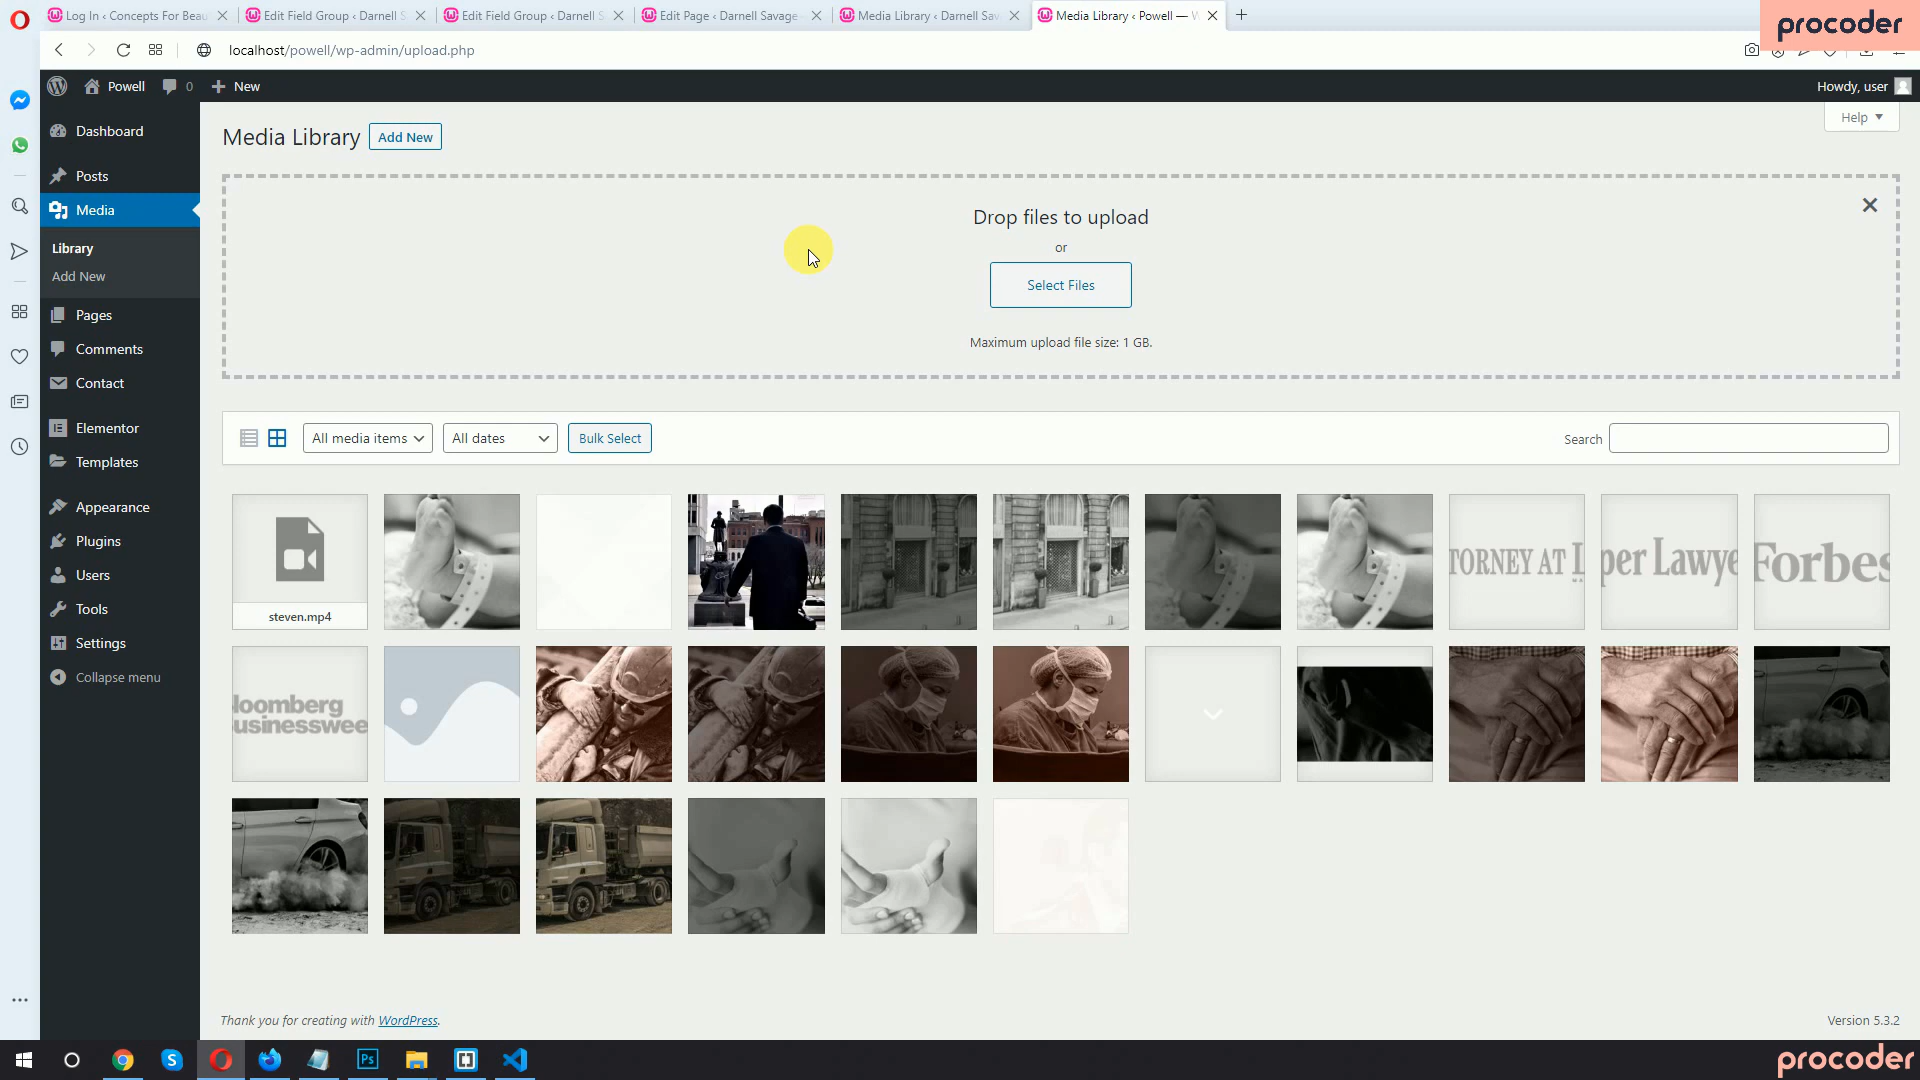 Log In ‹ Concepts For Beau
Edit Field Group ‹ Darnell S
Edit Field Group ‹ Darnell S
Edit Page ‹ Darnell Savage
Media Library ‹ Darnell Sav
Media Library ‹ Powell — W
procoder
localhost/powell/wp-admin/upload.php
Powell
0
New
Howdy, user
Help
Dashboard
Posts
Media
Library
Add New
Pages
Comments
Contact
Elementor
Templates
Appearance
Plugins
Users
Tools
Settings
Collapse menu
Media Library
Add New
Drop files to upload
or
Select Files
Maximum upload file size: 1 GB.
All media items
All dates
Bulk Select
Search
steven.mp4
TORNEY AT L
per Lawye
Forbes
loomberg
usinesswee
Thank you for creating with WordPress.
Version 5.3.2
Ps
procoder